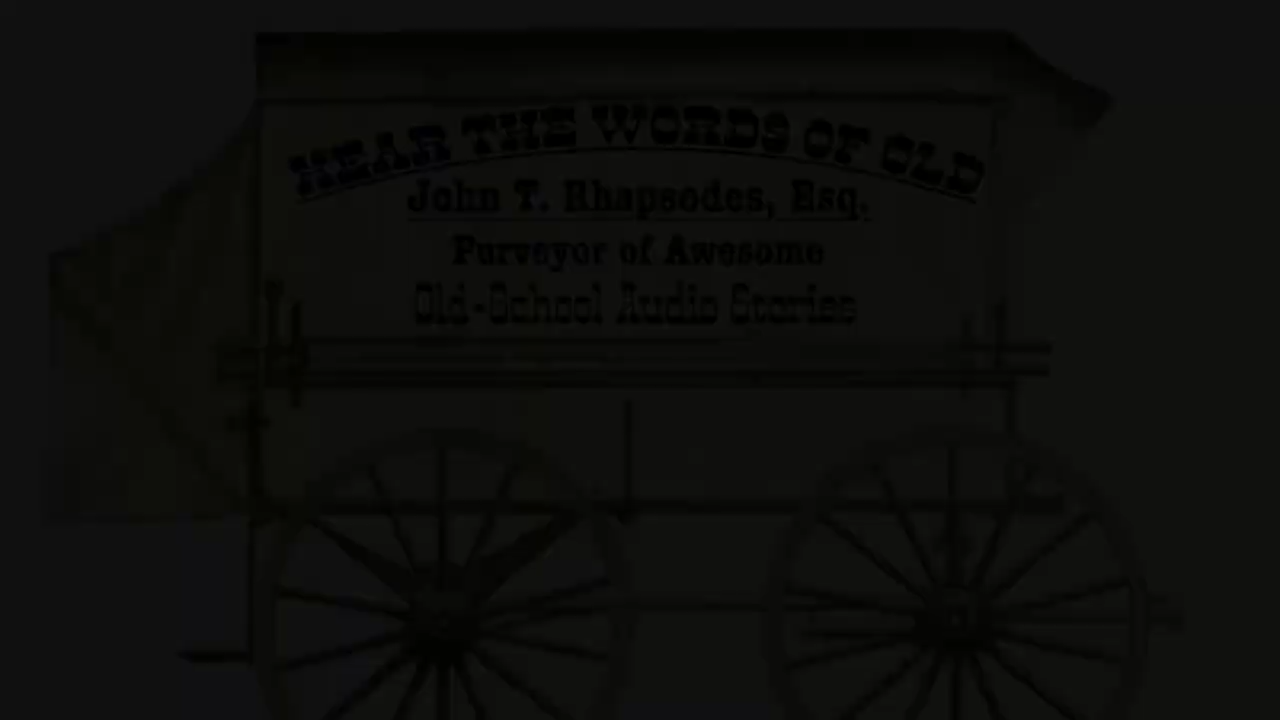 HEAR THE WORDS OF OLD
John T. Rhapsodes, Esq.
Purveyor of Awesome
Old-School Audio Stories